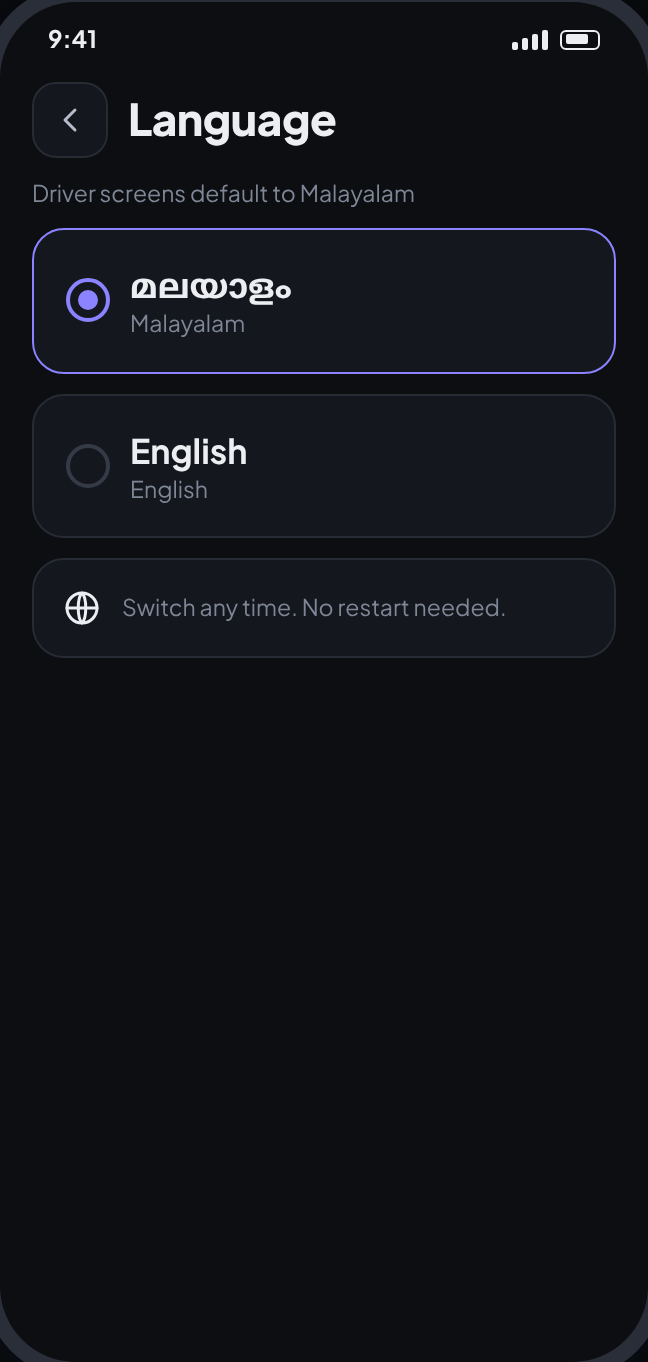 9:41
Language
Driver screens default to Malayalam
മലയാളം
Malayalam
English
English
Switch any time. No restart needed.